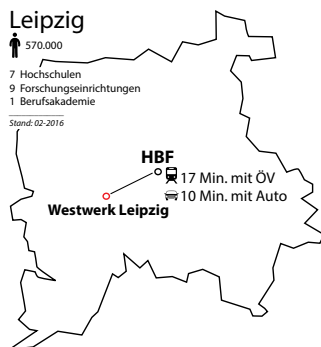 Leipzig
570.000
7 Hochschulen
9 Forschungseinrichtungen
1 Berufsakademie
Stand: 02-2016
HBF
17 Min. mit ÖV
10 Min. mit Auto
Westwerk Leipzig